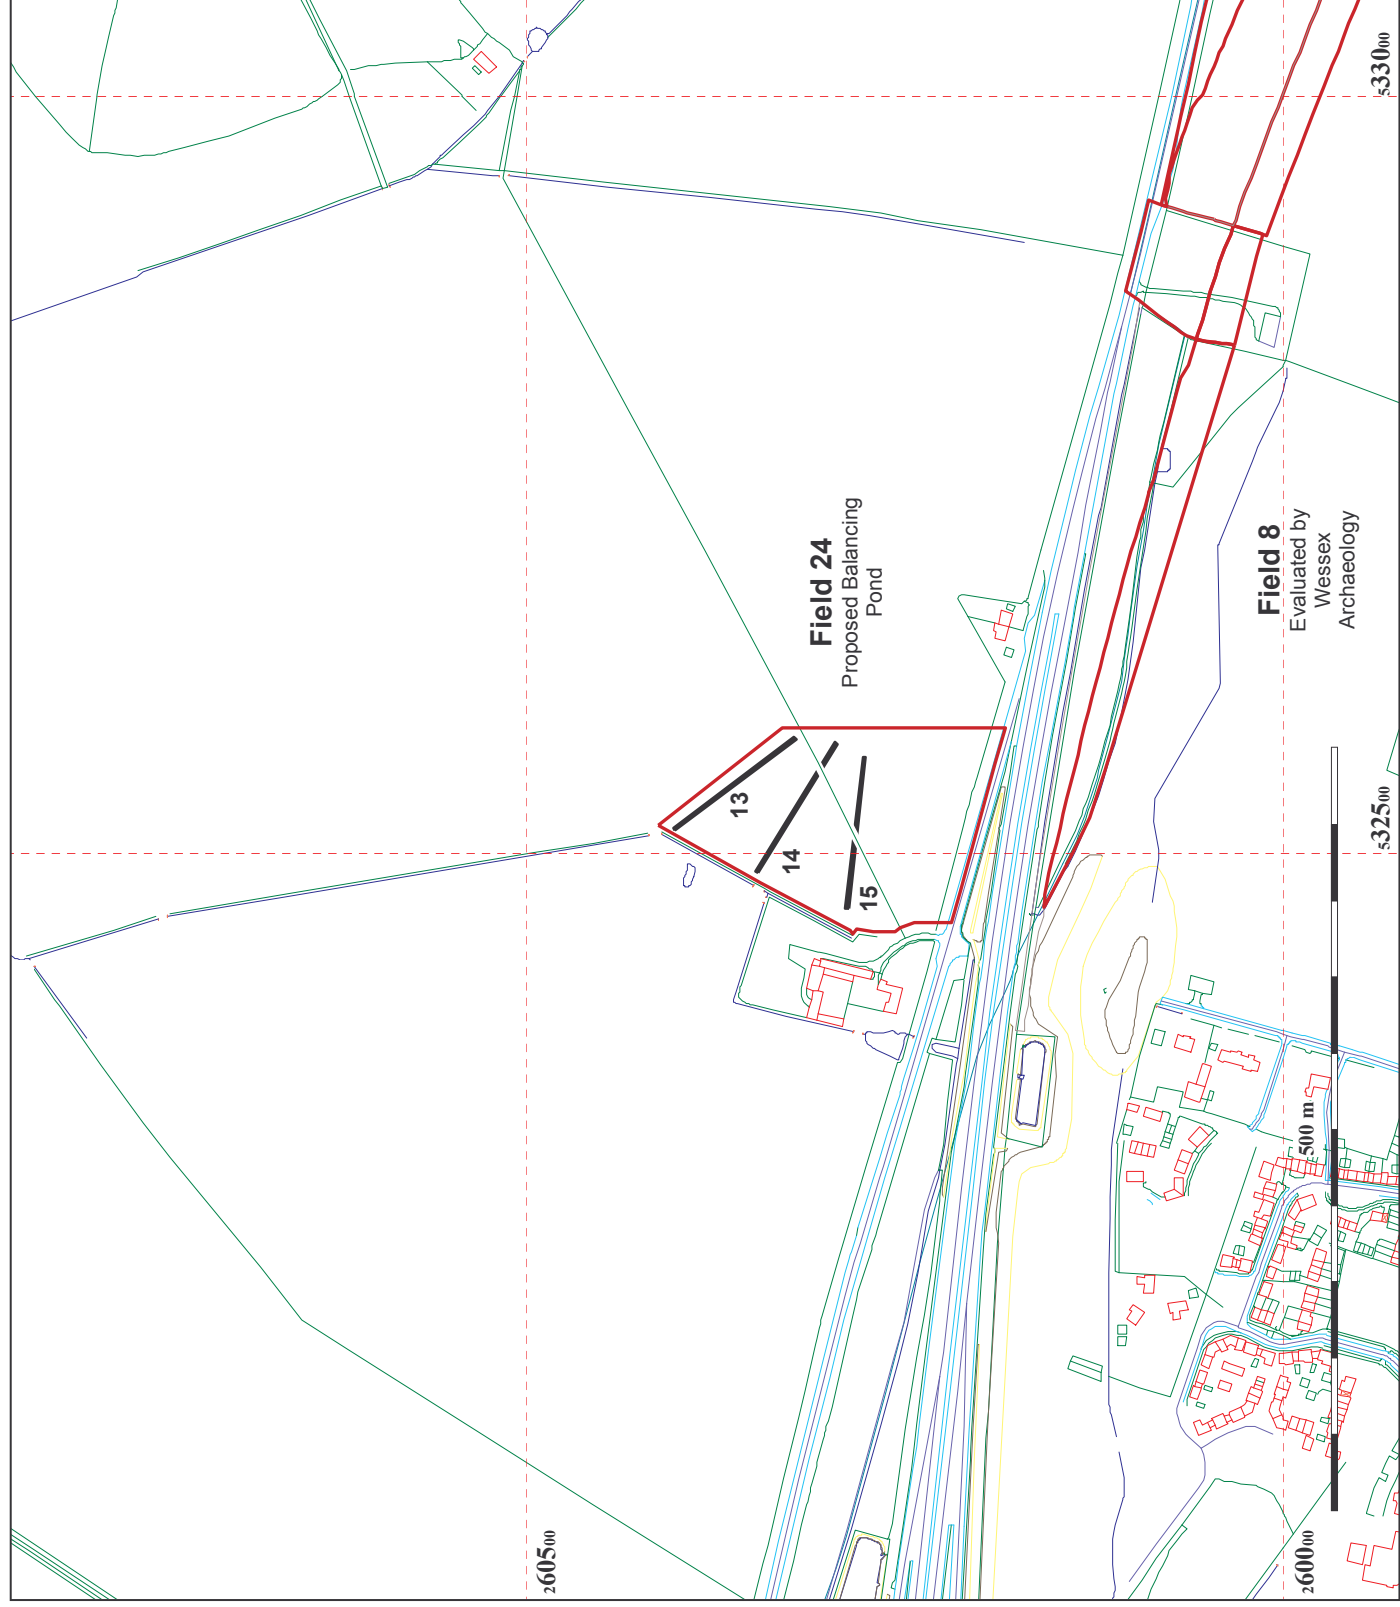 Field 24
Proposed Balancing
Pond
13
14
15
Field 8
Evaluated by
Wessex
Archaeology
500 m
260500
260000
532500
533000